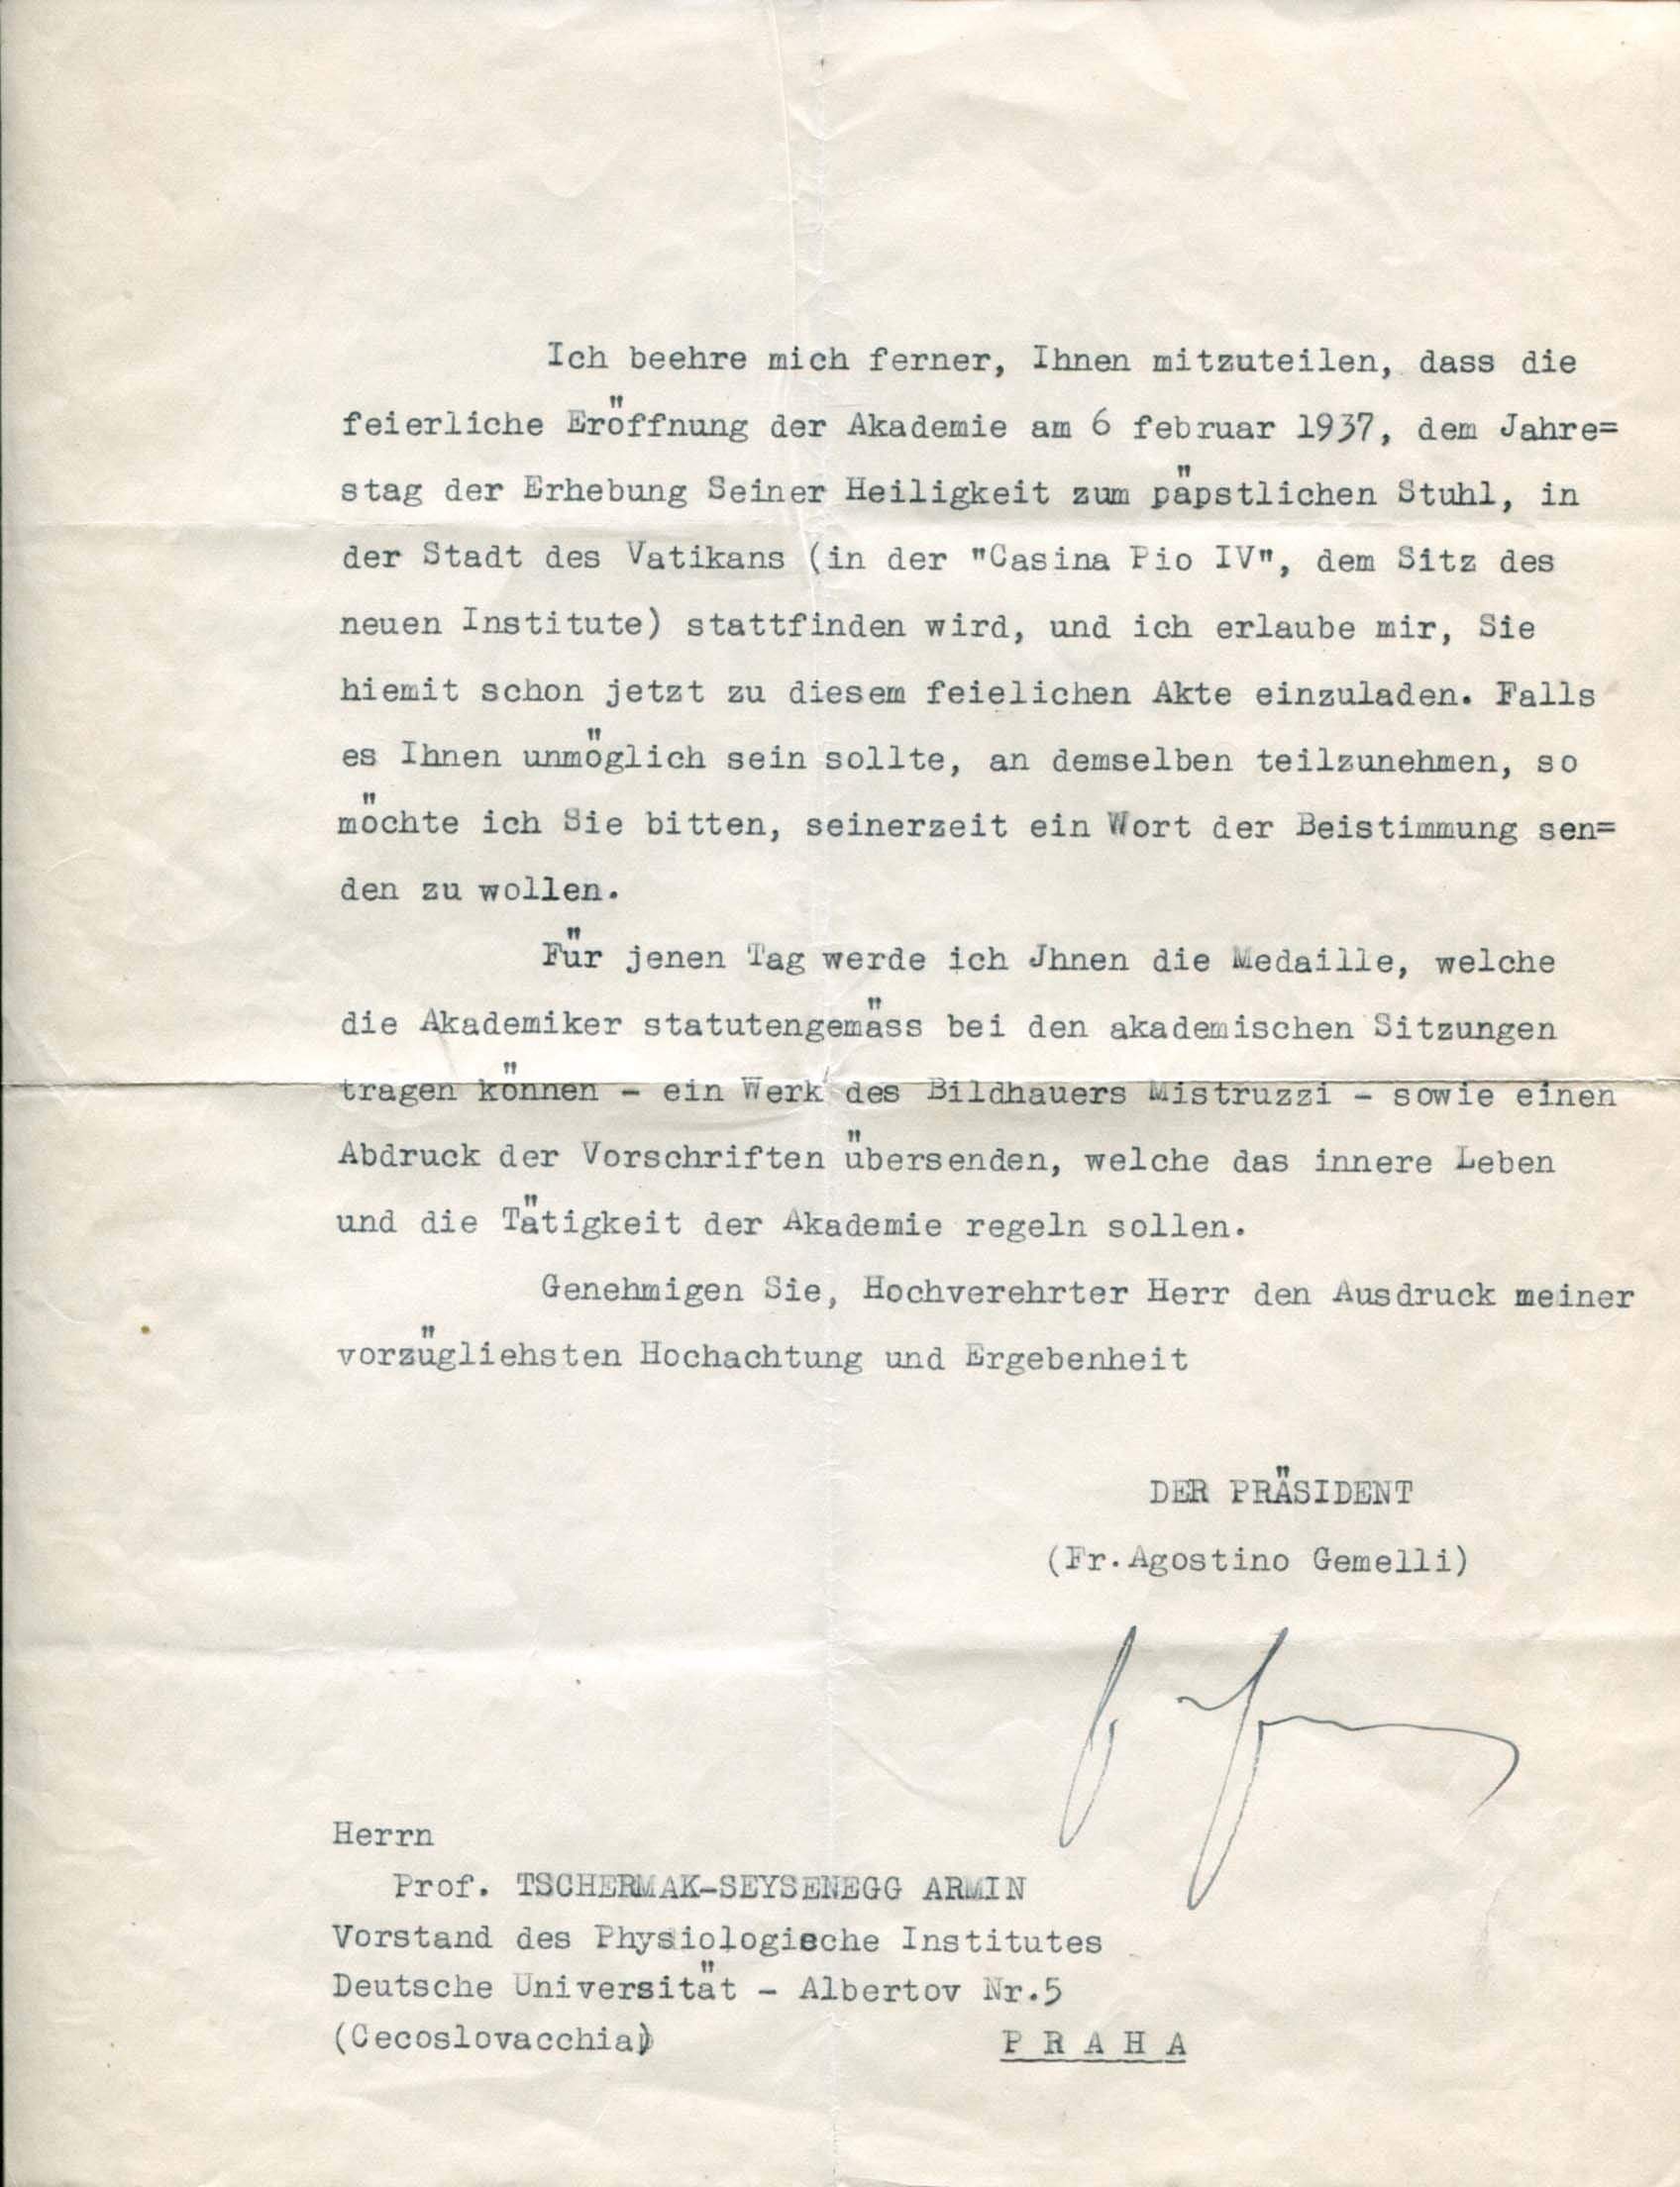 Ich beehre mich ferner, Ihnen mitzuteilen, dass die
feierliche Eröffnung der Akademie am 6 februar 1937, dem Jahre=
stag der Erhebung Seiner Heiligkeit zum päpstlichen Stuhl, in
der Stadt des Vatikans (in der "Casina Pio IV", dem Sitz des
neuen Institute) stattfinden wird, und ich erlaube mir, Sie
hiemit schon jetzt zu diesem feielichen Akte einzuladen. Falls
es Ihnen unmöglich sein sollte, an demselben teilzunehmen, so
möchte ich Sie bitten, seinerzeit ein Wort der Beistimmung sen=
den zu wollen.
Für jenen Tag werde ich Jhnen die Medaille, welche
die Akademiker statutengemäss bei den akademischen Sitzungen
tragen können - ein Werk des Bildhauers Mistruzzi - sowie einen
Abdruck der Vorschriften übersenden, welche das innere Leben
und die Tätigkeit der Akademie regeln sollen.
Genehmigen Sie, Hochverehrter Herr den Ausdruck meiner
vorzügliehsten Hochachtung und Ergebenheit
DER PRÄSIDENT
(Fr.Agostino Gemelli)
Herrn
Prof. TSCHERMAK-SEYSENEGG ARMIN
Vorstand des Physiologische Institutes
Deutsche Universität - Albertov Nr.5
(Cecoslovacchia) P R A H A